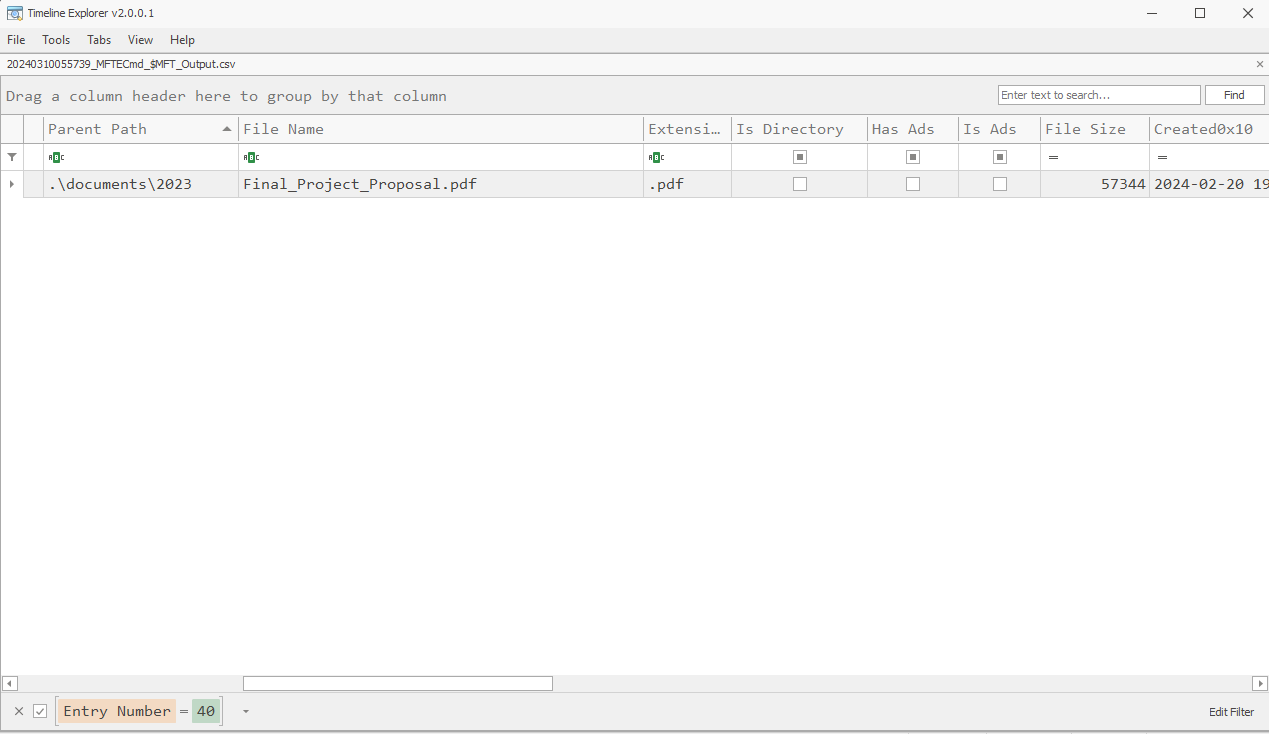 Timeline Explorer v2.0.0.1
File Tools Tabs View Help
20240310055739_MFTECmd_$MFT_Output.csv
Drag a column header here to group by that column
Enter text to search...
Find
Parent Path File Name Extensi... Is Directory Has Ads Is Ads File Size Created0x10
ABC ABC ABC = =
.\documents\2023 Final_Project_Proposal.pdf .pdf 57344 2024-02-20 19
Entry Number = 40
Edit Filter